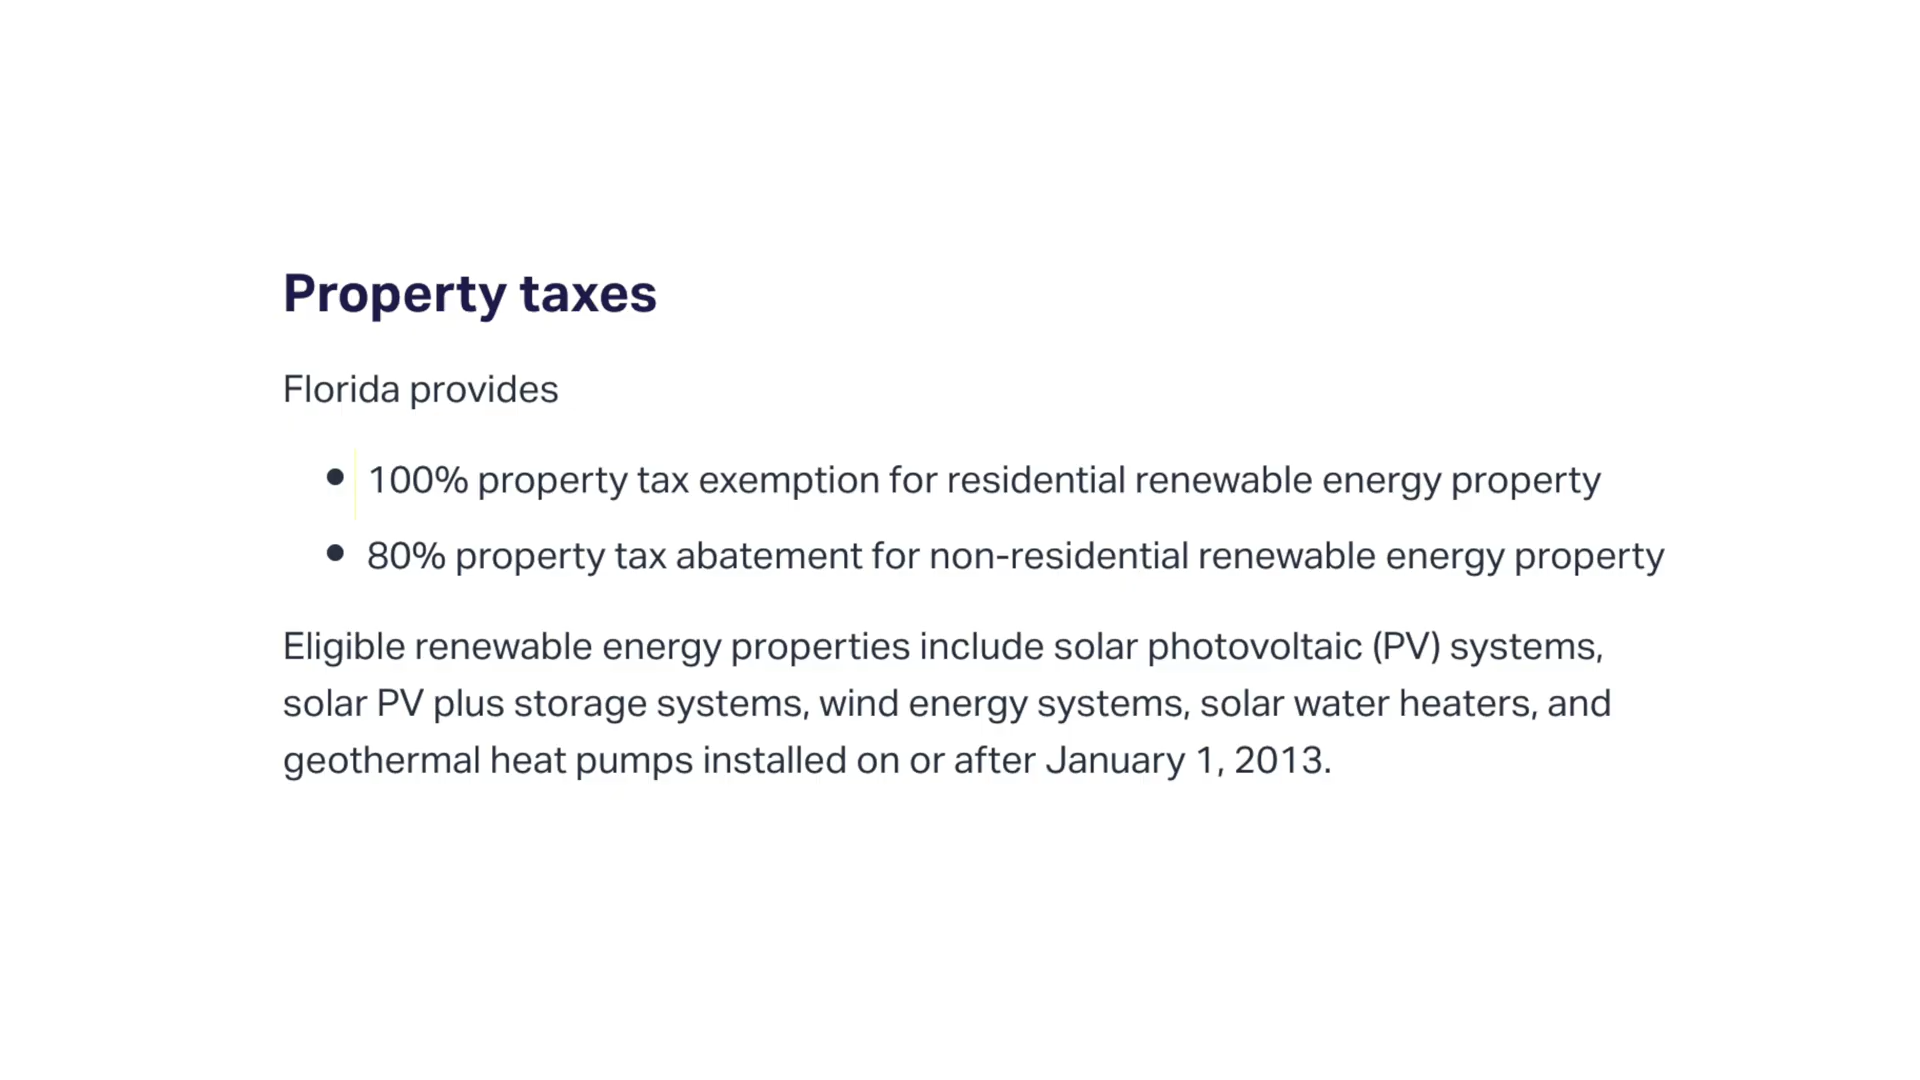 Property taxes
Florida provides
• 100% property tax exemption for residential renewable energy property
• 80% property tax abatement for non-residential renewable energy property
Eligible renewable energy properties include solar photovoltaic (PV) systems,
solar PV plus storage systems, wind energy systems, solar water heaters, and
geothermal heat pumps installed on or after January 1, 2013.